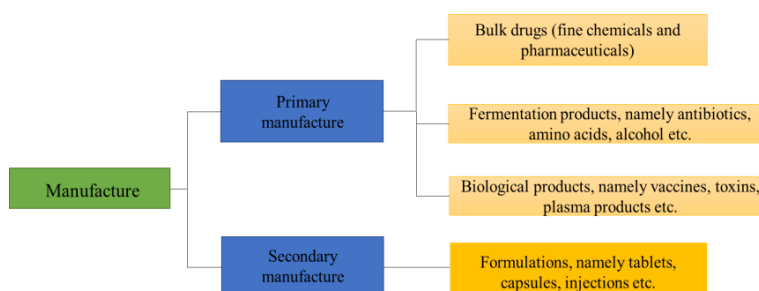 Bulk drugs (fine chemicals and
pharmaceuticals)
Primary
manufacture
Fermentation products, namely antibiotics,
amino acids, alcohol etc.
Manufacture
Biological products, namely vaccines, toxins,
plasma products etc.
Secondary
manufacture
Formulations, namely tablets,
capsules, injections etc.